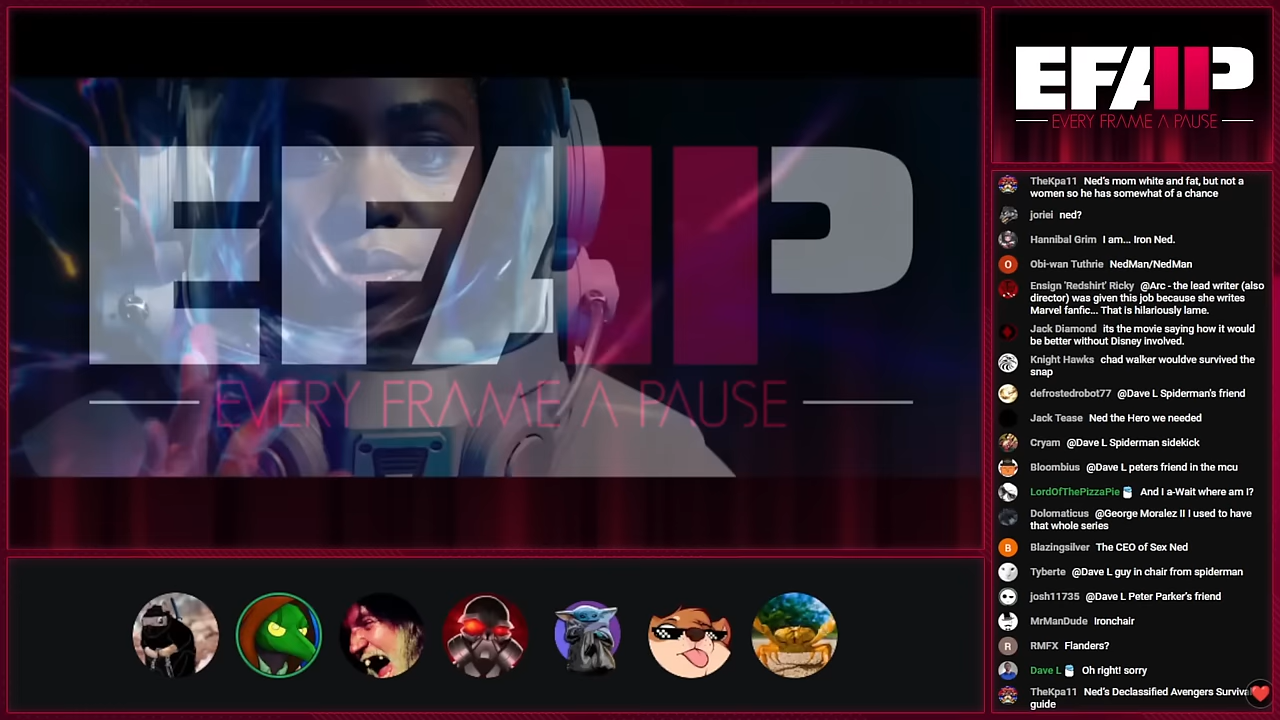 EFAP
EVERY FRAME A PAUSE
EFAP
EVERY FRAME A PAUSE
TheKpa11 Ned's mom white and fat, but not a
women so he has somewhat of a chance
joriei ned?
Hannibal Grim I am... Iron Ned.
O
Obi-wan Tuthrie NedMan/NedMan
Ensign 'Redshirt' Ricky @Arc - the lead writer (also
director) was given this job because she writes
Marvel fanfic... That is hilariously lame.
Jack Diamond its the movie saying how it would
be better without Disney involved.
Knight Hawks chad walker wouldve survived the
snap
defrostedrobot77 @Dave L Spiderman's friend
Jack Tease Ned the Hero we needed
Cryam @Dave L Spiderman sidekick
Bloombius @Dave L peters friend in the mcu
LordOfThePizzaPie And I a-Wait where am I?
Dolomaticus @George Moralez II I used to have
that whole series
B
Blazingsilver The CEO of Sex Ned
Tyberte @Dave L guy in chair from spiderman
josh11735 @Dave L Peter Parker's friend
MrManDude Ironchair
R
RMFX Flanders?
Dave L Oh right! sorry
TheKpa11 Ned's Declassified Avengers Surviva
guide